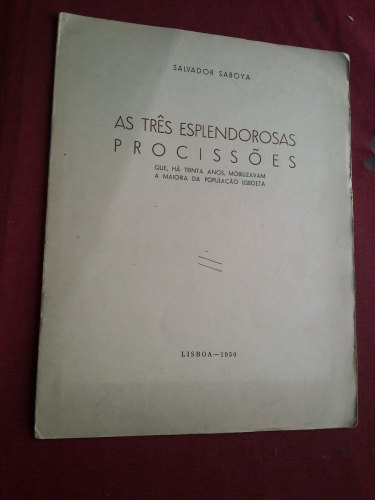 SALVADOR SABOYA
AS TRÊS ESPLENDOROSAS
PROCISSÕES
QUE, HÁ TRINTA ANOS, MOBILIZAVAM
A MAIORIA DA POPULAÇÃO LISBOETA
LISBOA—1950